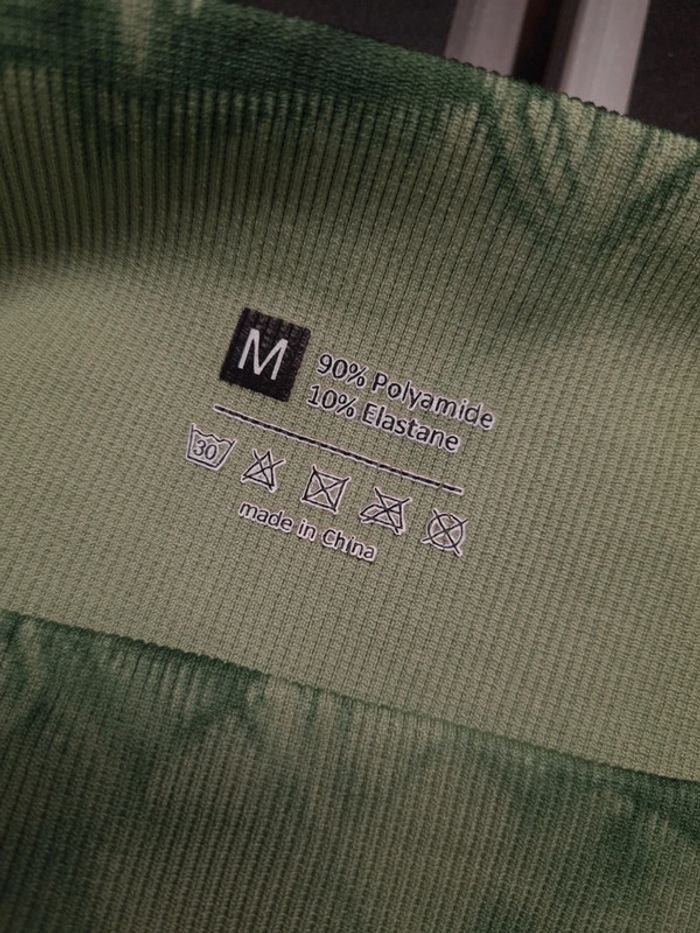 M
90% Polyamide
10% Elastane
30
made in China